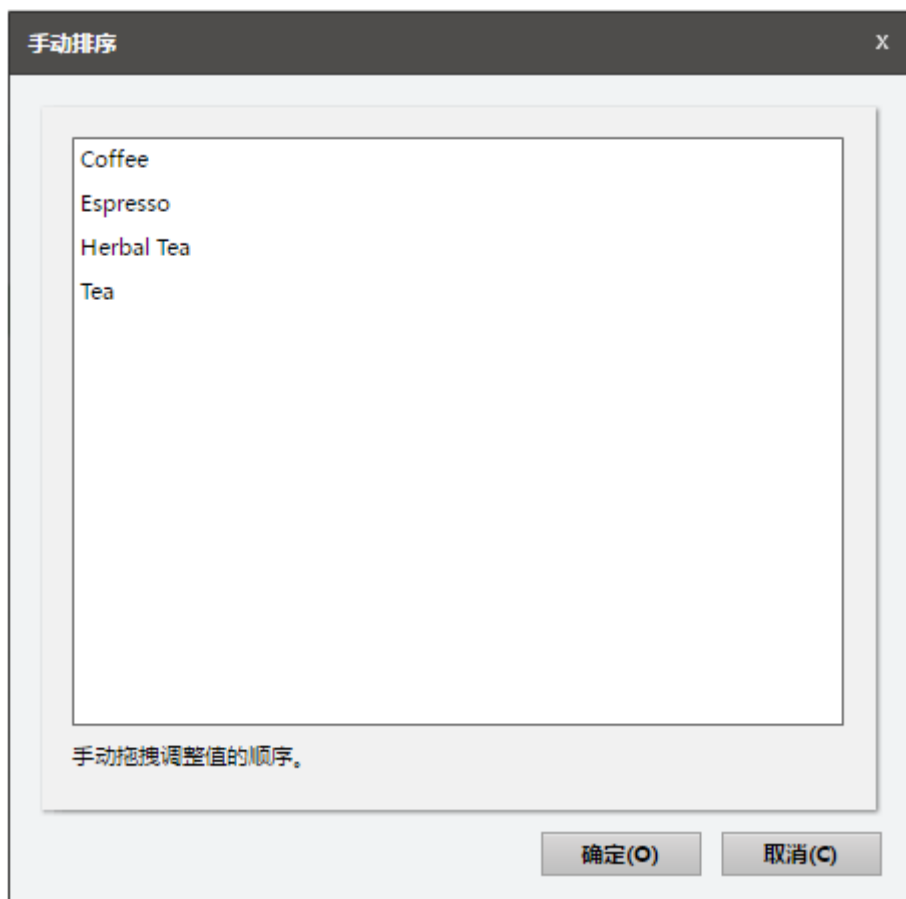 手动排序
X
Coffee
Espresso
Herbal Tea
Tea
手动拖拽调整值的顺序。
确定(O)
取消(C)